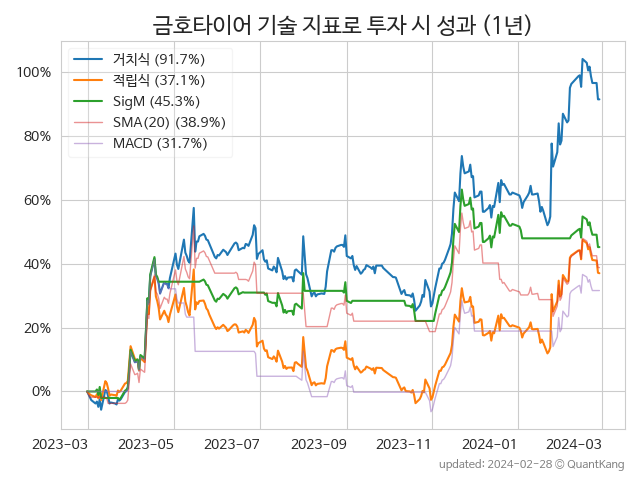 금호타이어 기술 지표로 투자 시 성과 (1년)
거치식 (91.7%)
적립식 (37.1%)
SigM (45.3%)
SMA(20) (38.9%)
MACD (31.7%)
100%
80%
60%
40%
20%
0%
2023-03 2023-05 2023-07 2023-09 2023-11 2024-01 2024-03
updated: 2024-02-28 © QuantKang